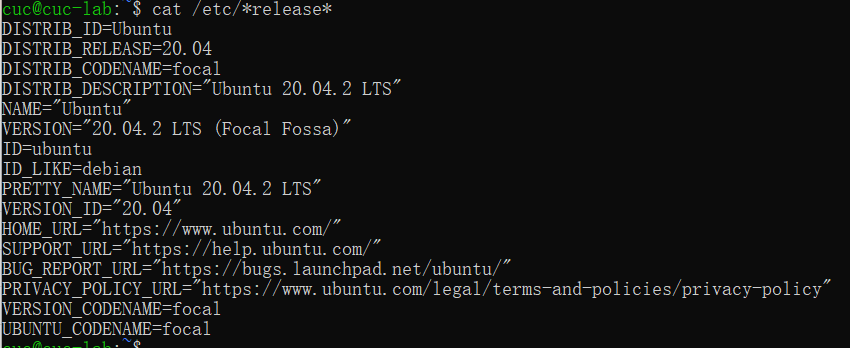 cuc@cuc-lab:~$ cat /etc/*release*
DISTRIB_ID=Ubuntu
DISTRIB_RELEASE=20.04
DISTRIB_CODENAME=focal
DISTRIB_DESCRIPTION="Ubuntu 20.04.2 LTS"
NAME="Ubuntu"
VERSION="20.04.2 LTS (Focal Fossa)"
ID=ubuntu
ID_LIKE=debian
PRETTY_NAME="Ubuntu 20.04.2 LTS"
VERSION_ID="20.04"
HOME_URL="https://www.ubuntu.com/"
SUPPORT_URL="https://help.ubuntu.com/"
BUG_REPORT_URL="https://bugs.launchpad.net/ubuntu/"
PRIVACY_POLICY_URL="https://www.ubuntu.com/legal/terms-and-policies/privacy-policy"
VERSION_CODENAME=focal
UBUNTU_CODENAME=focal
cuc@cuc-lab:~$